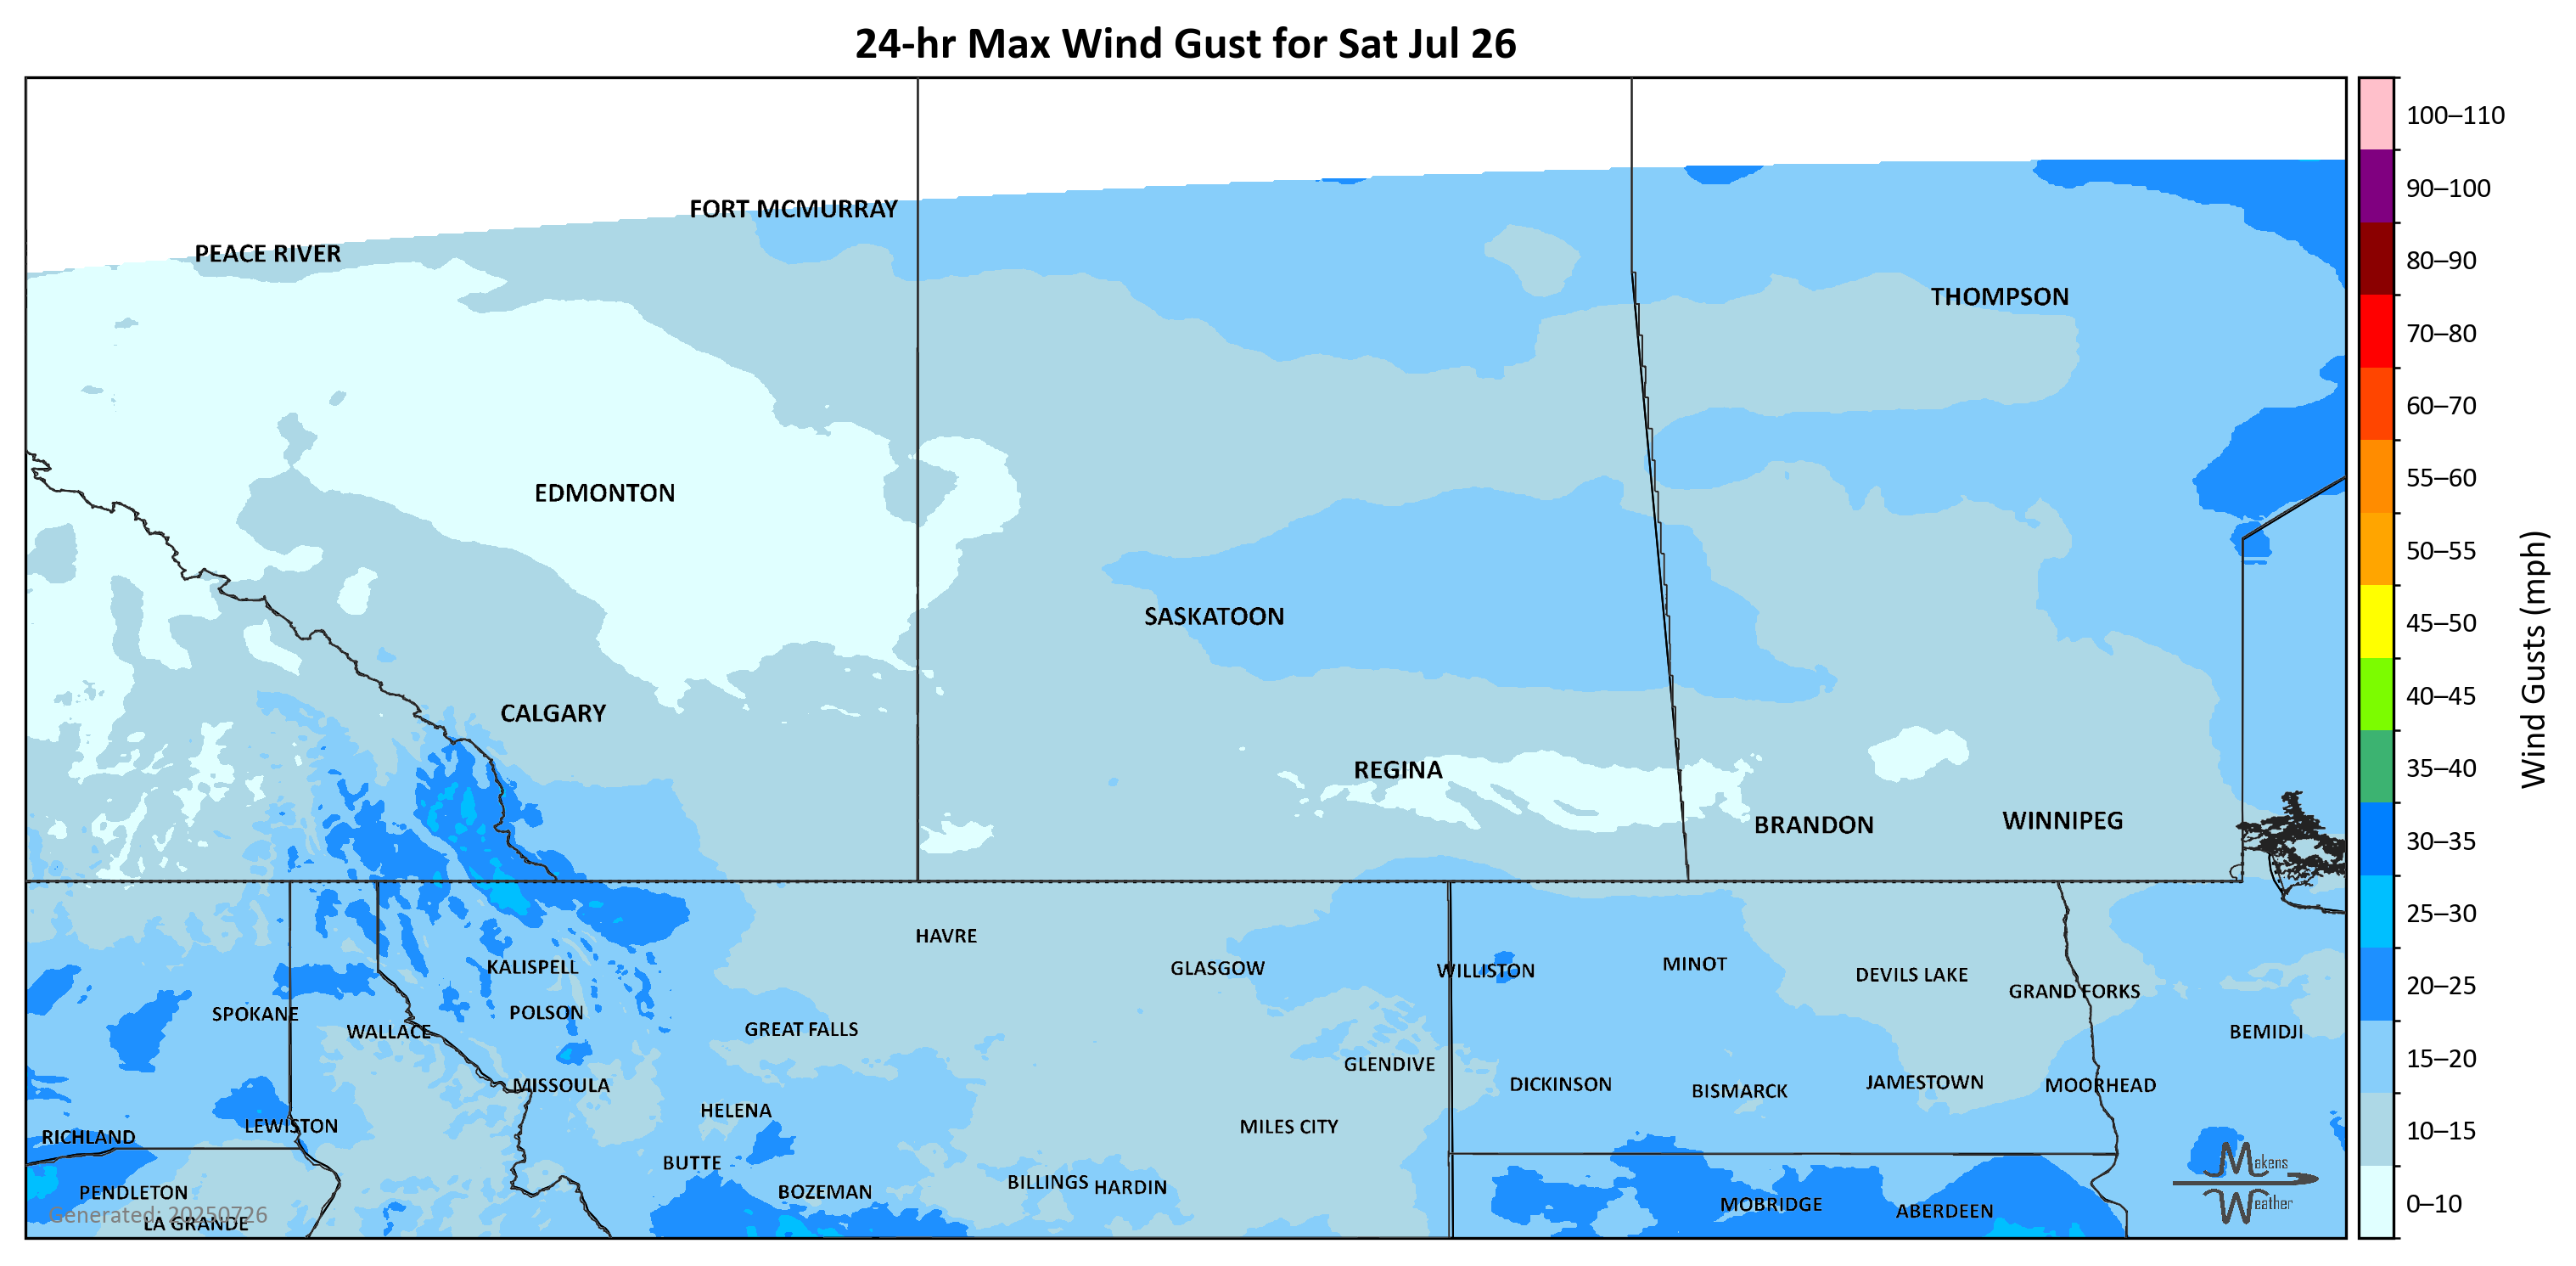 24-hr Max Wind Gust for Sat Jul 26
FORT MCMURRAY
PEACE RIVER
THOMPSON
EDMONTON
SASKATOON
CALGARY
REGINA
BRANDON
WINNIPEG
HAVRE
GLASGOW
KALISPELL
WILLISTON
MINOT
DEVILS LAKE
GRAND FORKS
SPOKANE
POLSON
WALLACE
GREAT FALLS
BEMIDJI
GLENDIVE
MISSOULA
DICKINSON
BISMARCK
JAMESTOWN
MOORHEAD
HELENA
LEWISTON
MILES CITY
RICHLAND
BUTTE
PENDLETON
BOZEMAN
BILLINGS
HARDIN
MOBRIDGE
ABERDEEN
LA GRANDE
Generated: 20250726
Makens
Weather
100–110
90–100
80–90
70–80
60–70
55–60
50–55
45–50
40–45
35–40
30–35
25–30
20–25
15–20
10–15
0–10
Wind Gusts (mph)